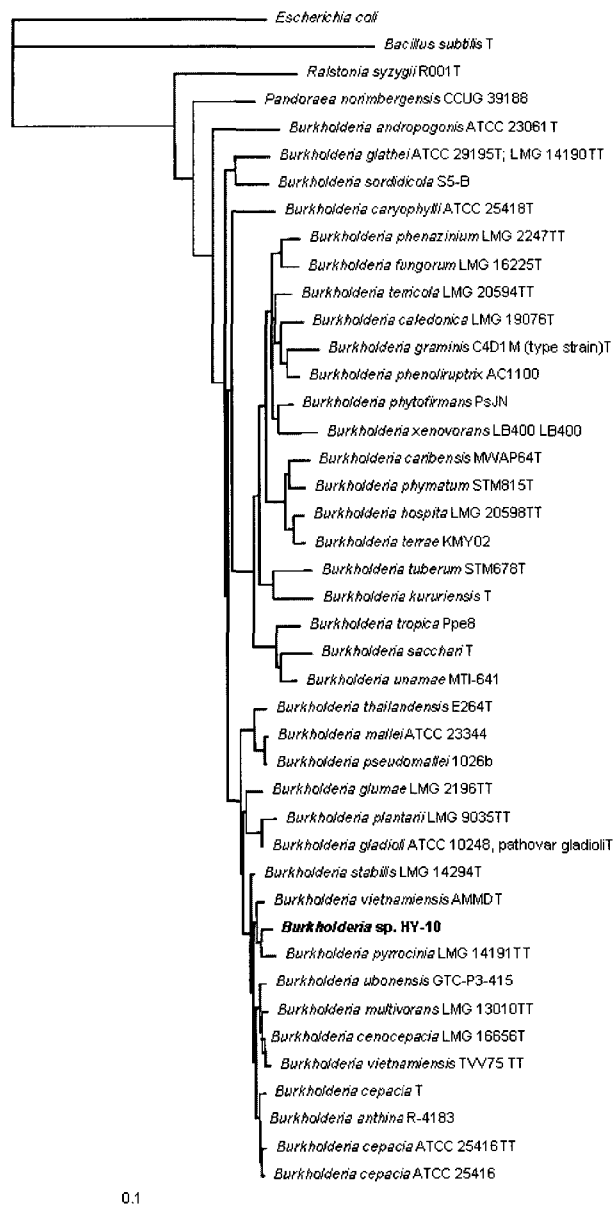 Escherichia coli
Bacillus subtilis T
Ralstonia syzygii R001T
Pandoraea norimbergensis CCUG 39188
Burkholderia andropogonis ATCC 23061T
Burkholderia glathei ATCC 29195T; LMG 14190TT
Burkholderia sordidicola S5-B
Burkholderia caryophylli ATCC 25418T
Burkholderia phenazinium LMG 2247TT
Burkholderia fungorum LMG 16225T
Burkholderia terricola LMG 20594TT
Burkholderia caledonica LMG 19076T
Burkholderia graminis C4D1M (type strain)T
Burkholderia phenoliruptrix AC1100
Burkholderia phytofirmans PsJN
Burkholderia xenovorans LB400 LB400
Burkholderia caribensis MWAP64T
Burkholderia phymatum STM815T
Burkholderia hospita LMG 20598TT
Burkholderia terrae KMY02
Burkholderia tuberum STM678T
Burkholderia kururiensis T
Burkholderia tropica Ppe8
Burkholderia sacchari T
Burkholderia unamae MTI-641
Burkholderia thailandensis E264T
Burkholderia mallei ATCC 23344
Burkholderia pseudomallei 1026b
Burkholderia glumae LMG 2196TT
Burkholderia plantarii LMG 9035TT
Burkholderia gladioli ATCC 10248, pathovar gladioliT
Burkholderia stabilis LMG 14294T
Burkholderia vietnamiensis AMMDT
Burkholderia sp. HY-10
Burkholderia pyrrocinia LMG 14191TT
Burkholderia ubonensis GTC-P3-415
Burkholderia multivorans LMG 13010TT
Burkholderia cenocepacia LMG 16656T
Burkholderia vietnamiensis TVV75 TT
Burkholderia cepacia T
Burkholderia anthina R-4183
Burkholderia cepacia ATCC 25416TT
Burkholderia cepacia ATCC 25416
0.1